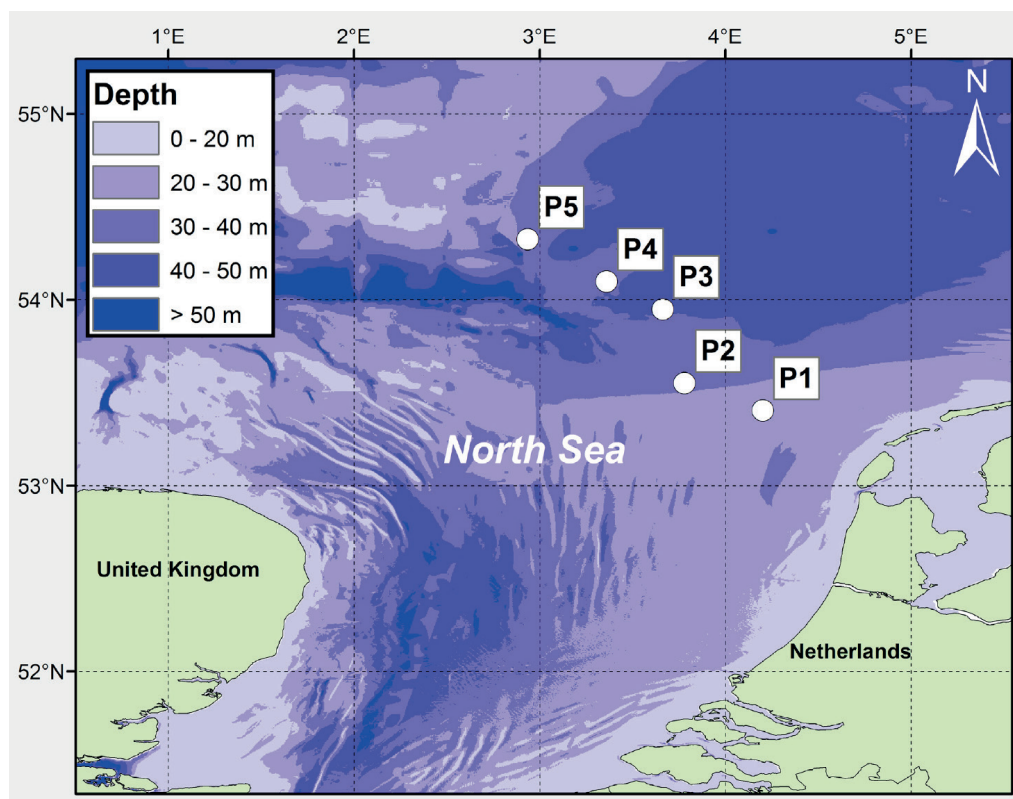 1°E 2°E 3°E 4°E 5°E
Depth
0 - 20 m
20 - 30 m
30 - 40 m
40 - 50 m
> 50 m
N
55°N
54°N
53°N
52°N
P5
P4
P3
P2
P1
North Sea
United Kingdom
Netherlands